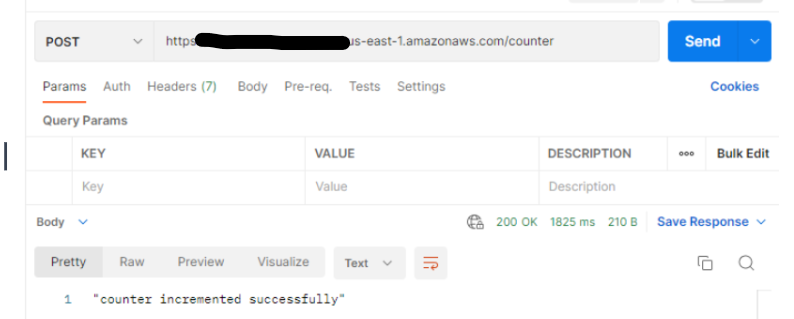 POST https us-east-1.amazonaws.com/counter Send
Params Auth Headers (7) Body Pre-req. Tests Settings Cookies
Query Params
KEY VALUE DESCRIPTION ooo Bulk Edit
Key Value Description
Body 200 OK 1825 ms 210 B Save Response
Pretty Raw Preview Visualize Text
1 "counter incremented successfully"